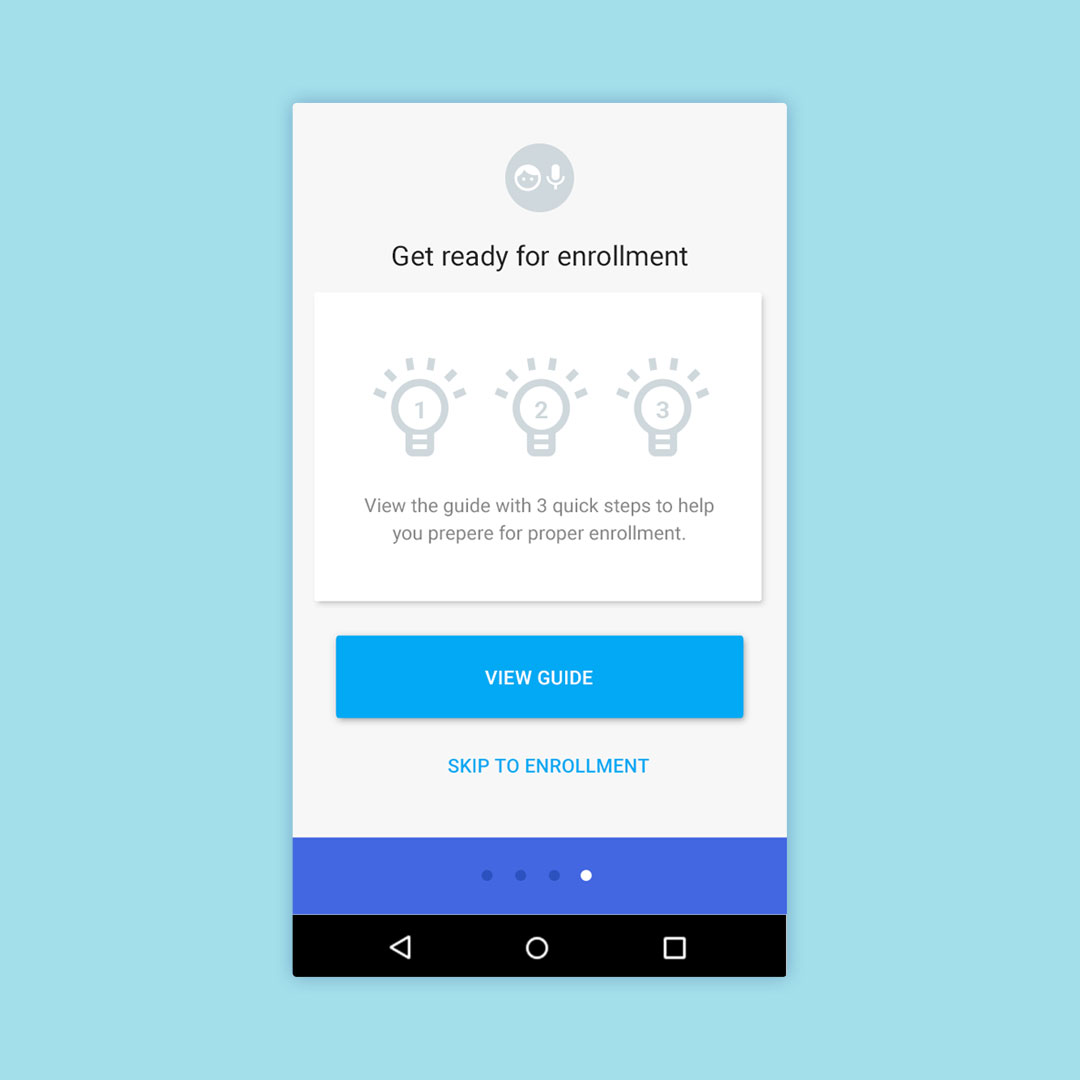 Get ready for enrollment
1 2 3
View the guide with 3 quick steps to help
you prepere for proper enrollment.
VIEW GUIDE
SKIP TO ENROLLMENT